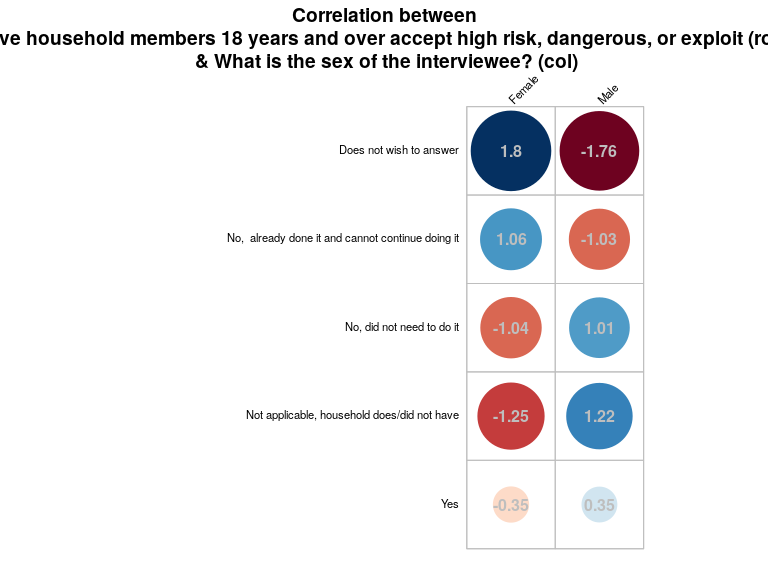 Correlation between
ve household members 18 years and over accept high risk, dangerous, or exploit (ro
& What is the sex of the interviewee? (col)
Female Male
Does not wish to answer 1.8 -1.76
No,  already done it and cannot continue doing it 1.06 -1.03
No, did not need to do it -1.04 1.01
Not applicable, household does/did not have -1.25 1.22
Yes -0.35 0.35